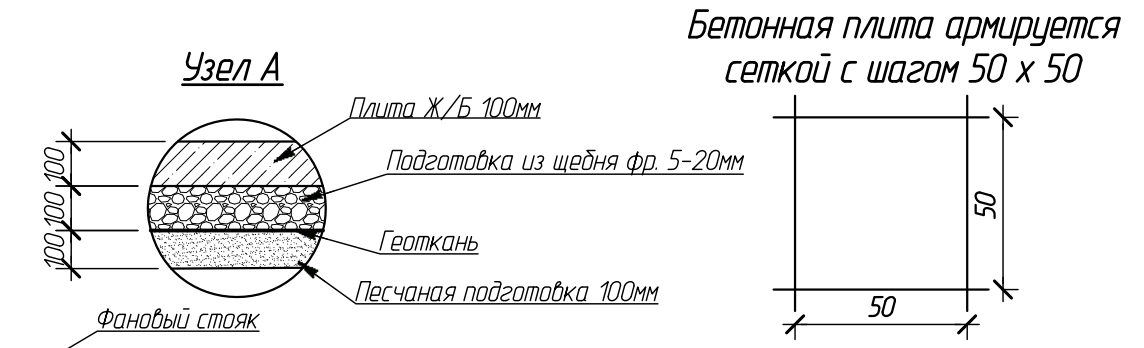 Бетонная плита армируется
сеткой с шагом 50 x 50
Узел А
Плита Ж/Б 100мм
Подготовка из щебня фр. 5-20мм
Геоткань
Песчаная подготовка 100мм
Фановый стояк
100
100
100
50
50